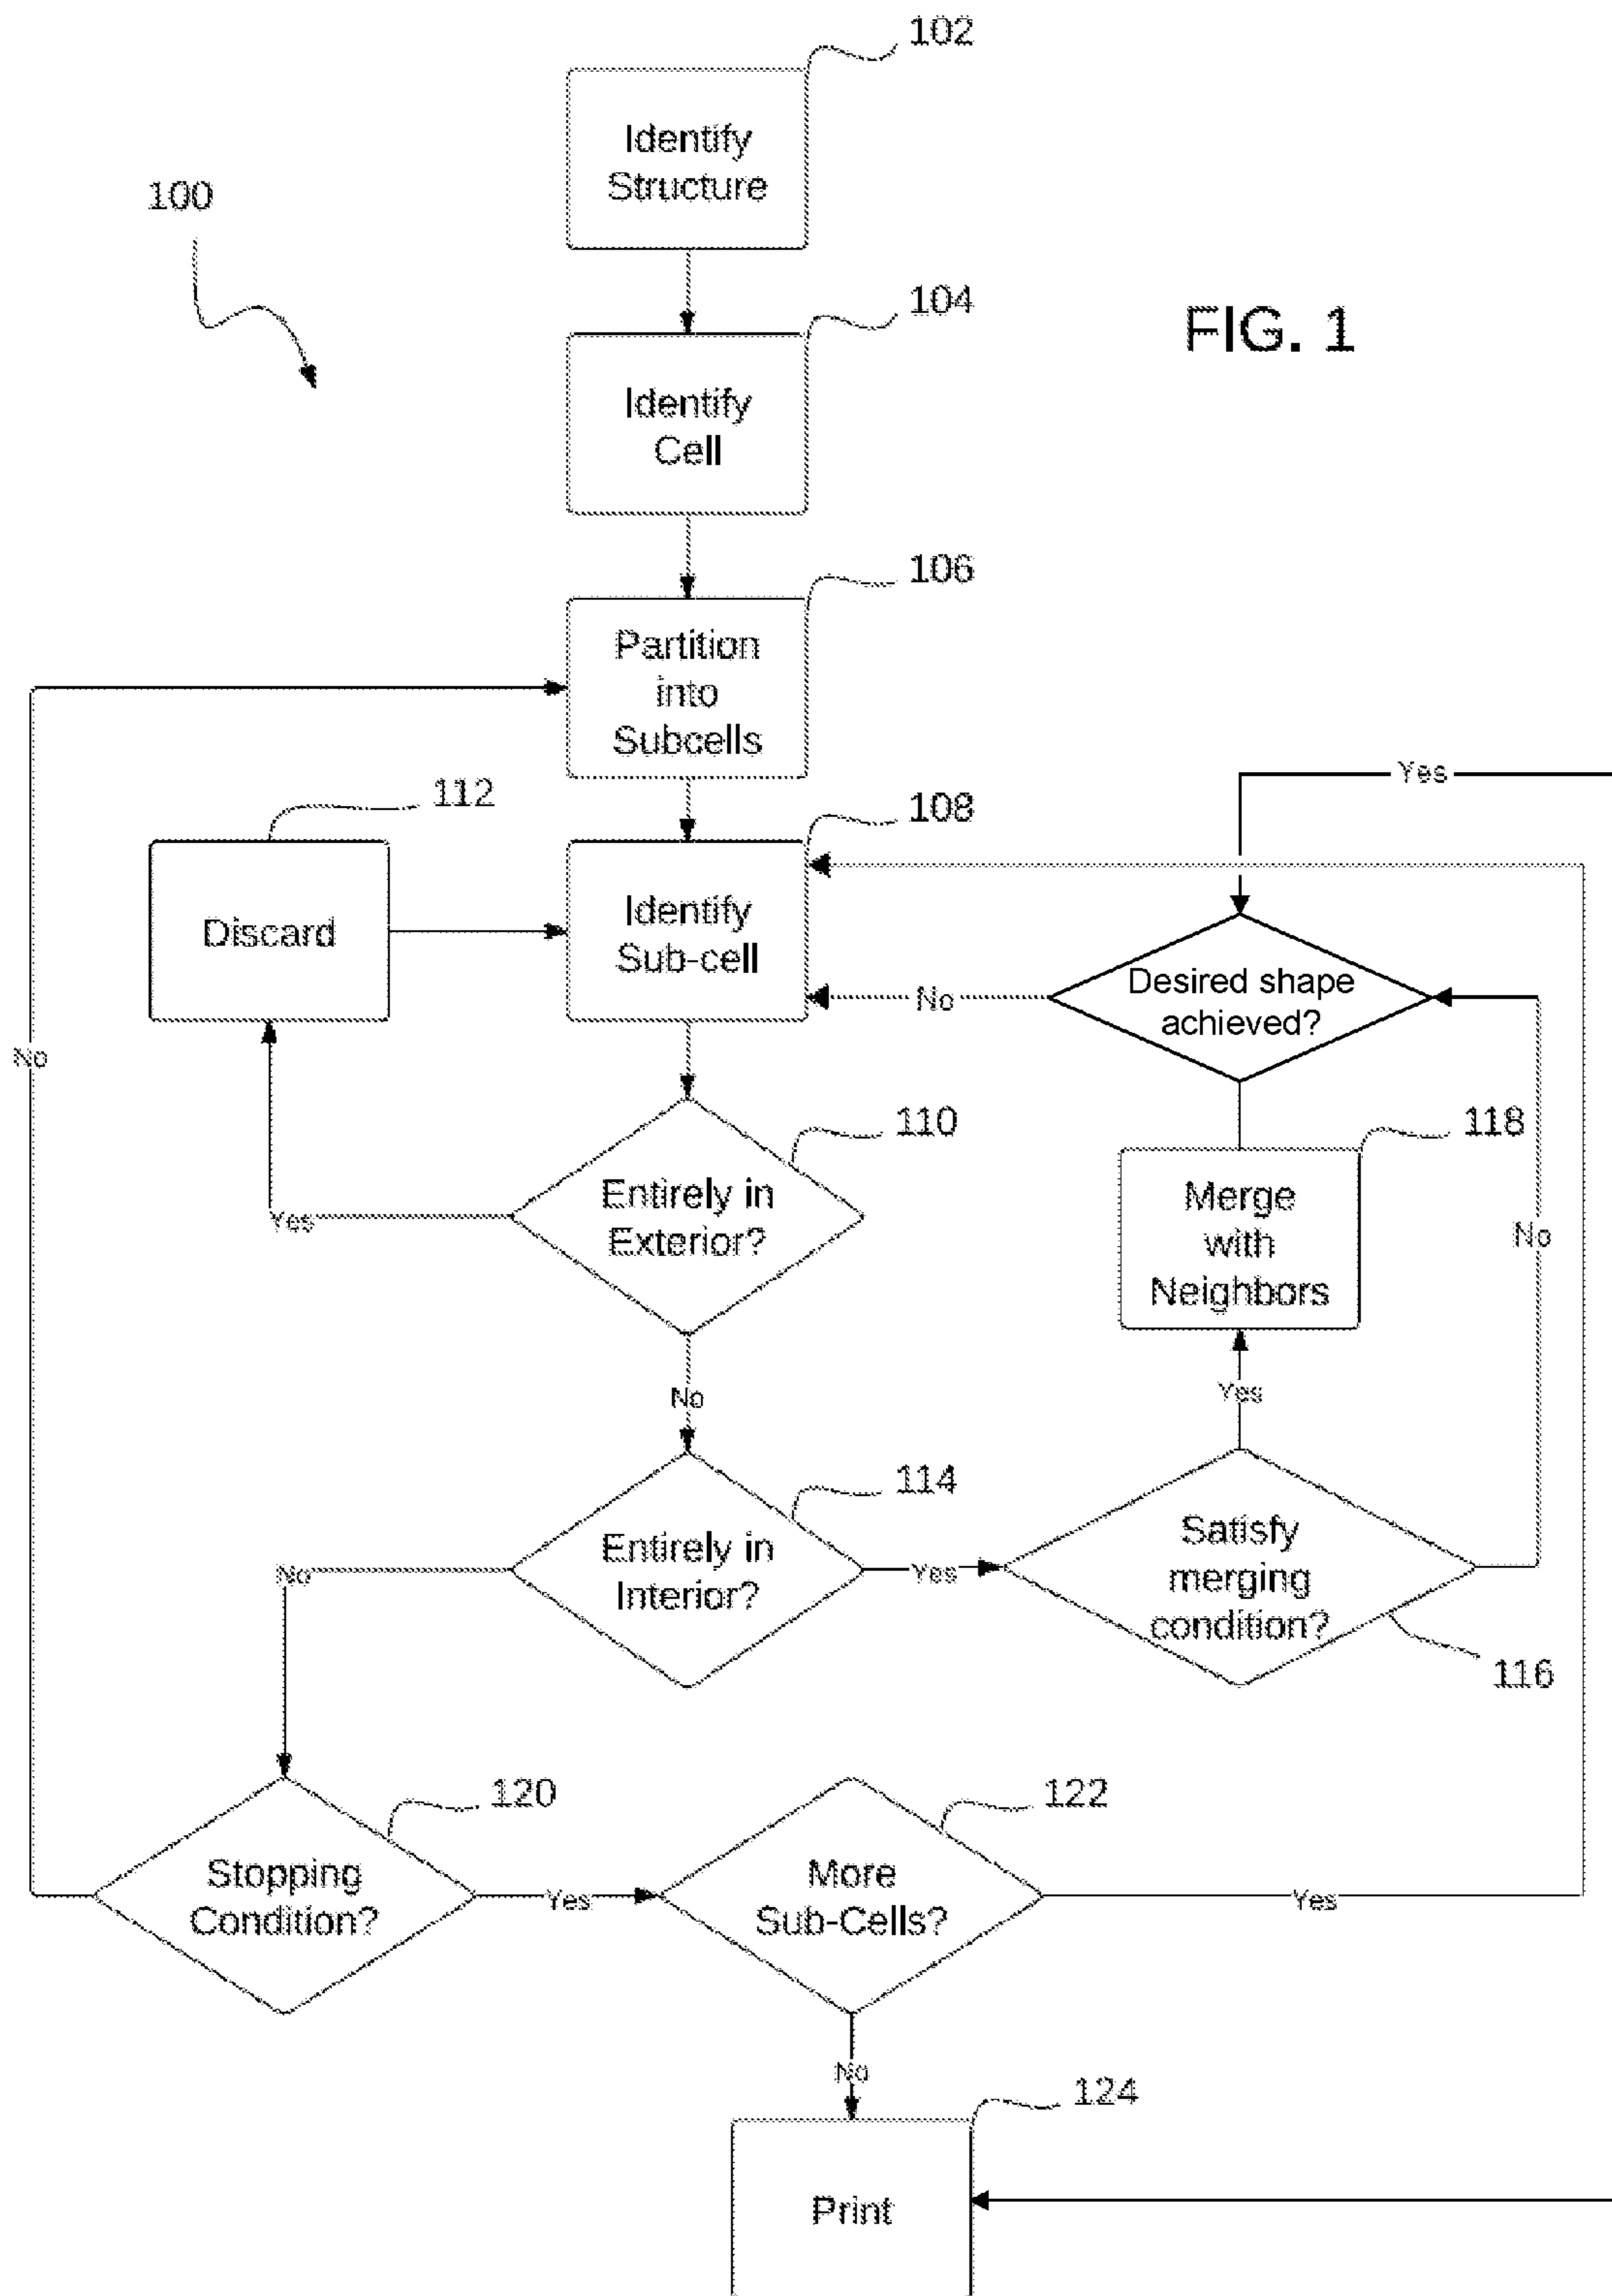 102
Identify
Structure
100
104
FIG. 1
Identify
Cell
106
Partition
into
Subcells
Yes
112
108
Discard
Identify
Sub-cell
Desired shape
achieved?
No
No
110
118
Entirely in
Exterior?
Yes
Merge
with
Neighbors
No
No
Yes
114
Entirely in
Interior?
No
Yes
Satisfy
merging
condition?
116
120
122
Stopping
Condition?
Yes
More
Sub-Cells?
Yes
No
124
Print